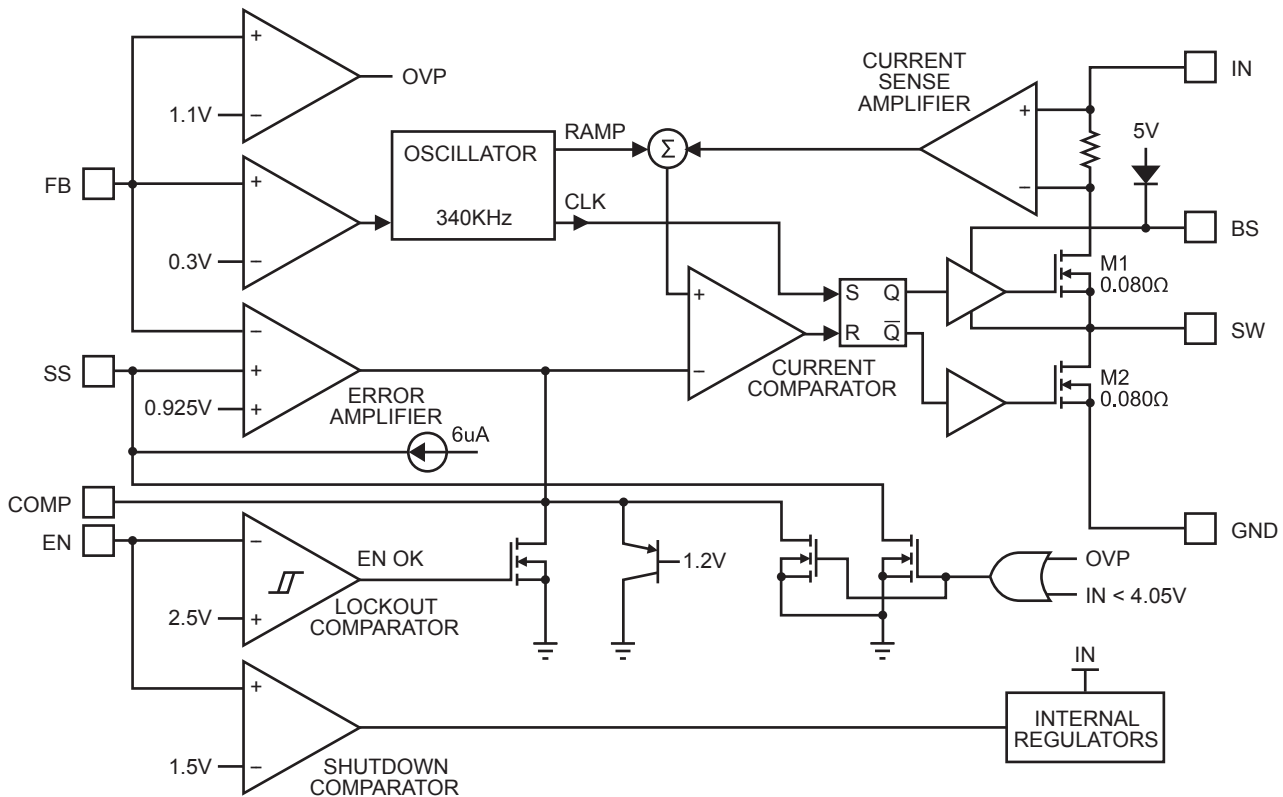 +
OVP
1.1V
−
CURRENT
SENSE
AMPLIFIER
IN
+
5V
RAMP
Σ
OSCILLATOR
340KHz
CLK
FB
+
0.3V
−
−
BS
M1
0.080Ω
S Q
R Q̅
+
−
CURRENT
COMPARATOR
SW
M2
0.080Ω
SS
−
+
0.925V
+
ERROR
AMPLIFIER
6uA
COMP
EN
−
EN OK
2.5V
+
LOCKOUT
COMPARATOR
1.2V
GND
OVP
IN < 4.05V
+
1.5V
−
SHUTDOWN
COMPARATOR
IN
INTERNAL
REGULATORS